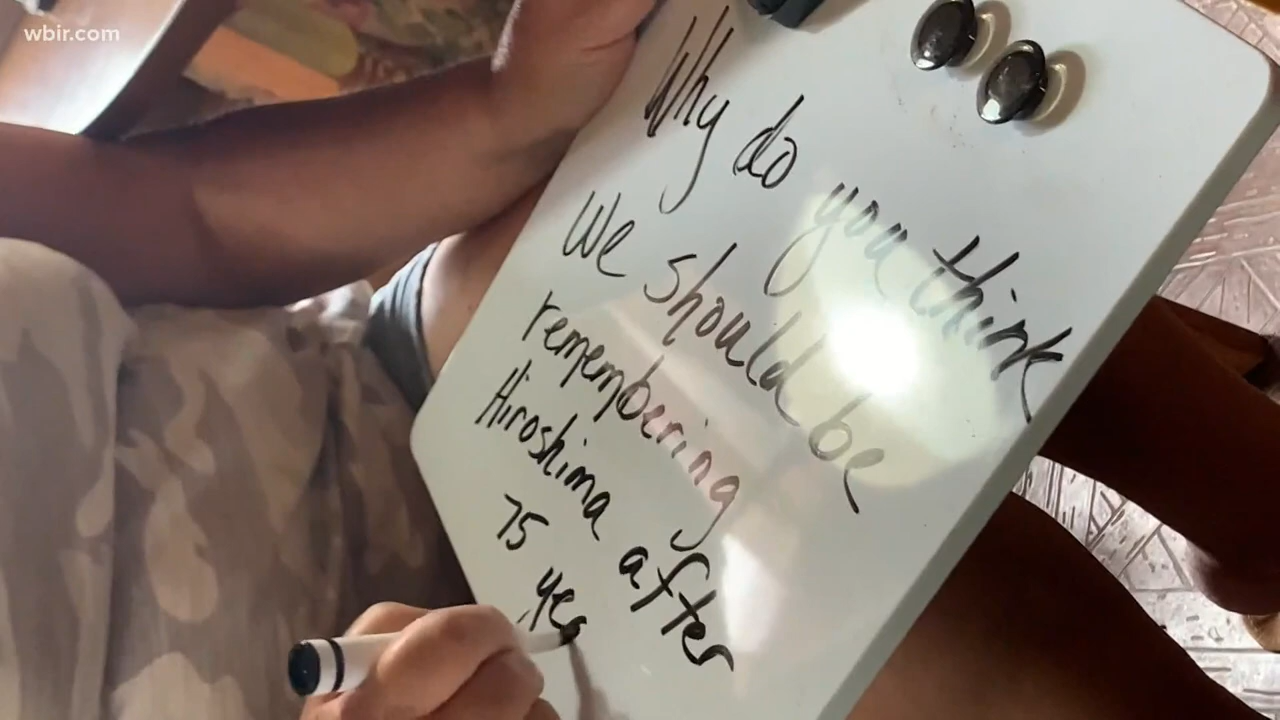 wbir.com
Why do you think
We should be
remembering
Hiroshima after
75 yea